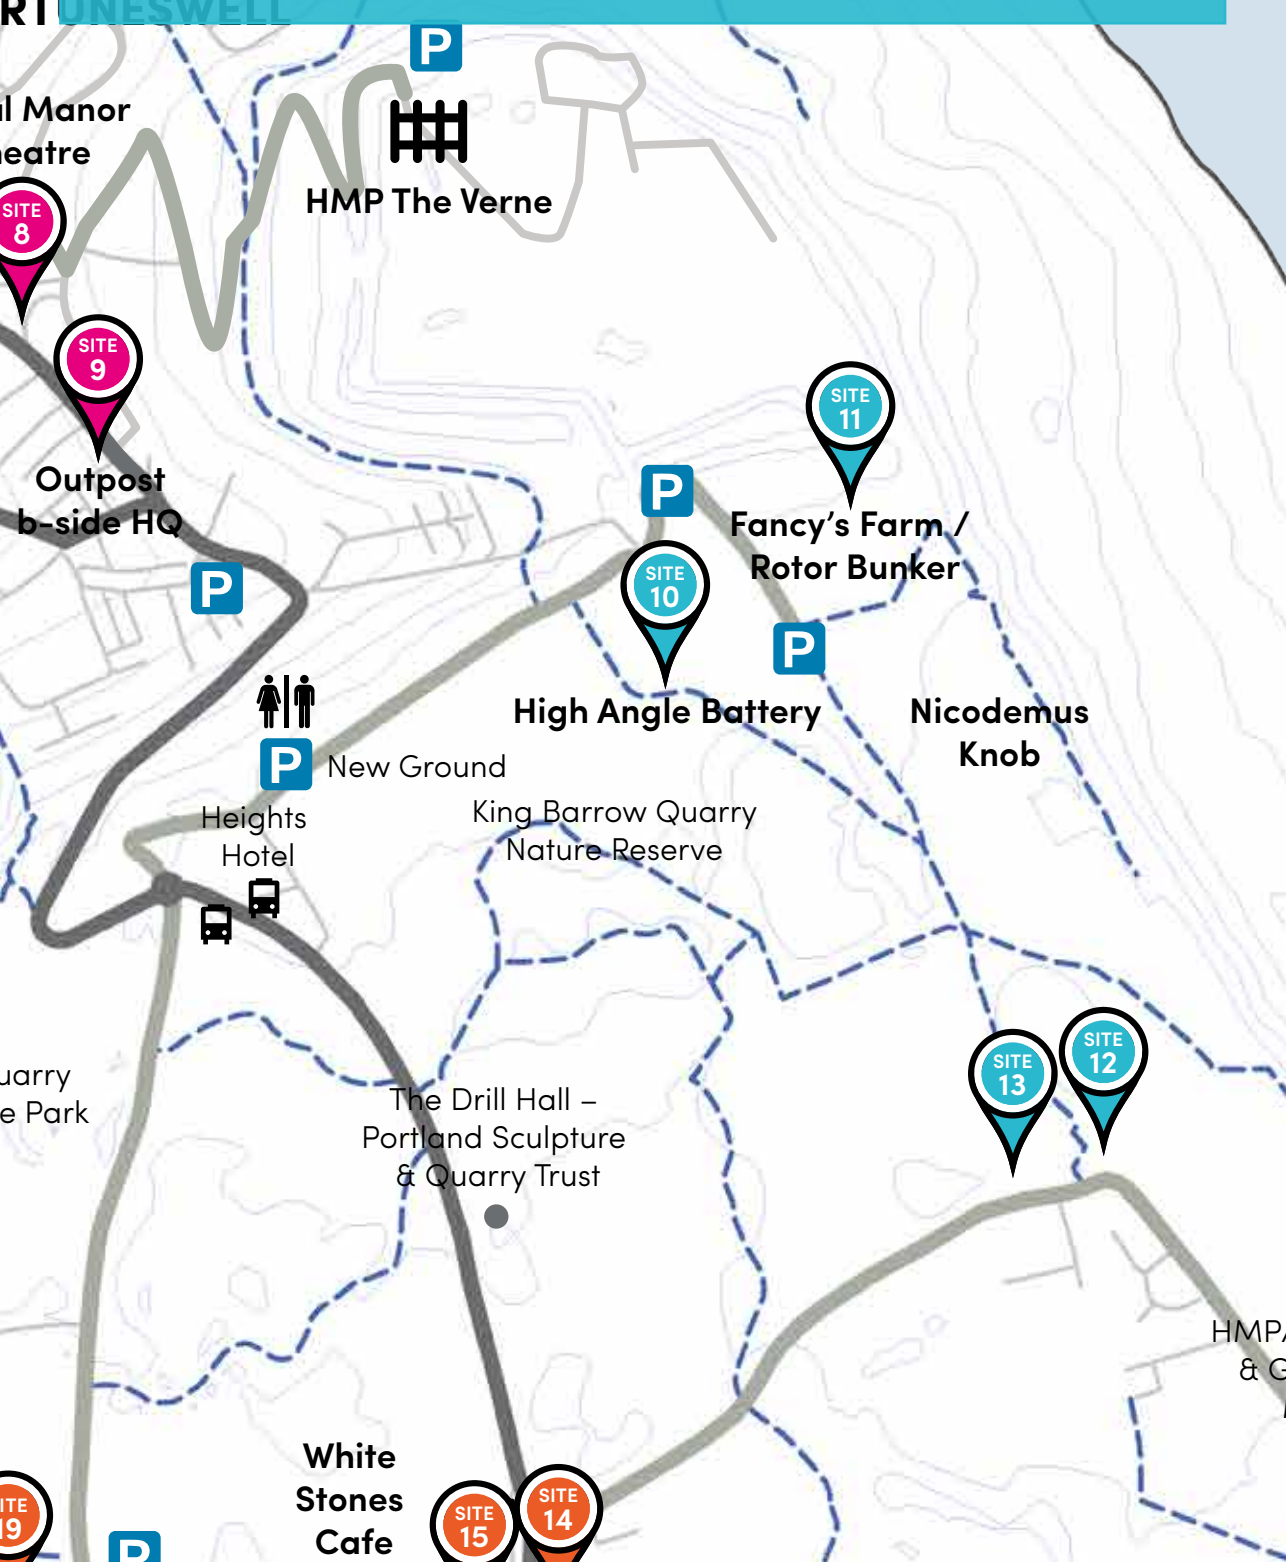 RTUNESWELL
P
l Manor
eatre
HMP The Verne
SITE
8
SITE
9
Outpost
b-side HQ
P
SITE
11
P
Fancy's Farm /
Rotor Bunker
SITE
10
P
High Angle Battery
Nicodemus
Knob
P
New Ground
Heights
Hotel
King Barrow Quarry
Nature Reserve
SITE
13
SITE
12
uarry
e Park
The Drill Hall –
Portland Sculpture
& Quarry Trust
HMP/
& G
White
Stones
Cafe
SITE
15
SITE
14
ITE
19
P